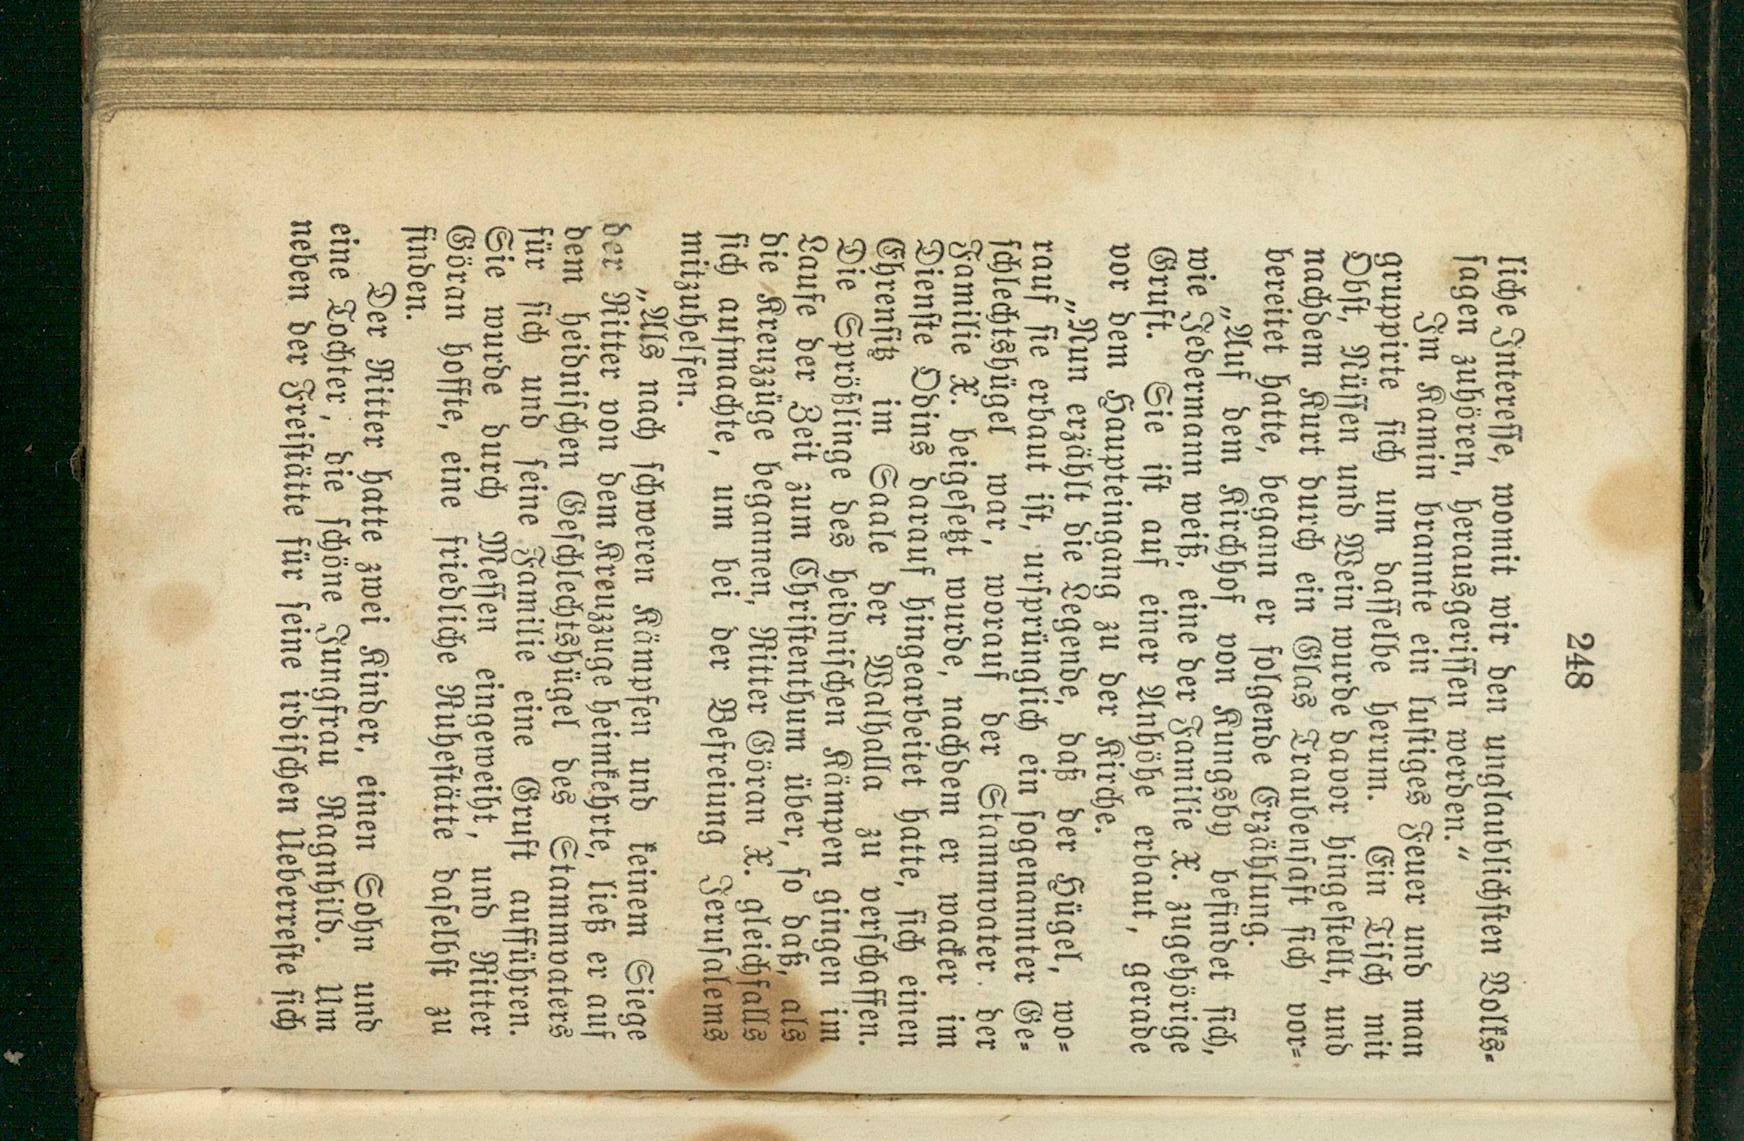 248
liche Interesse, womit wir den unglaublichsten Volks-
sagen zuhören, herausgerissen werden.“
Im Kamin brannte ein lustiges Feuer und man
gruppirte sich um dasselbe herum. Ein Tisch mit
Obst, Nüssen und Wein wurde davor hingestellt, und
nachdem Kurt durch ein Glas Traubensaft sich vor-
bereitet hatte, begann er folgende Erzählung.
„Auf dem Kirchhof von Kungsby befindet sich,
wie Jedermann weiß, eine der Familie X. zugehörige
Gruft. Sie ist auf einer Anhöhe erbaut, gerade
vor dem Haupteingang zu der Kirche.
„Nun erzählt die Legende, daß der Hügel, wo-
rauf sie erbaut ist, ursprünglich ein sogenannter Ge-
schlechtshügel war, worauf der Stammvater der
Familie X. beigesetzt wurde, nachdem er wacker im
Dienste Odins darauf hingearbeitet hatte, sich einen
Ehrensitz im Saale der Walhalla zu verschaffen.
Die Sprößlinge des heidnischen Kämpen gingen im
Laufe der Zeit zum Christenthum über, so daß, als
die Kreuzzüge begannen, Ritter Göran X. gleichfalls
sich aufmachte, um bei der Befreiung Jerusalems
mitzuhelfen.
„Als nach schweren Kämpfen und keinem Siege
der Ritter von dem Kreuzzuge heimkehrte, ließ er auf
dem heidnischen Geschlechtshügel des Stammvaters
für sich und seine Familie eine Gruft aufführen.
Sie wurde durch Messen eingeweiht, und Ritter
Göran hoffte, eine friedliche Ruhestätte daselbst zu
finden.
Der Ritter hatte zwei Kinder, einen Sohn und
eine Tochter, die schöne Jungfrau Ragnhild. Um
neben der Freistätte für seine irdischen Ueberreste sich